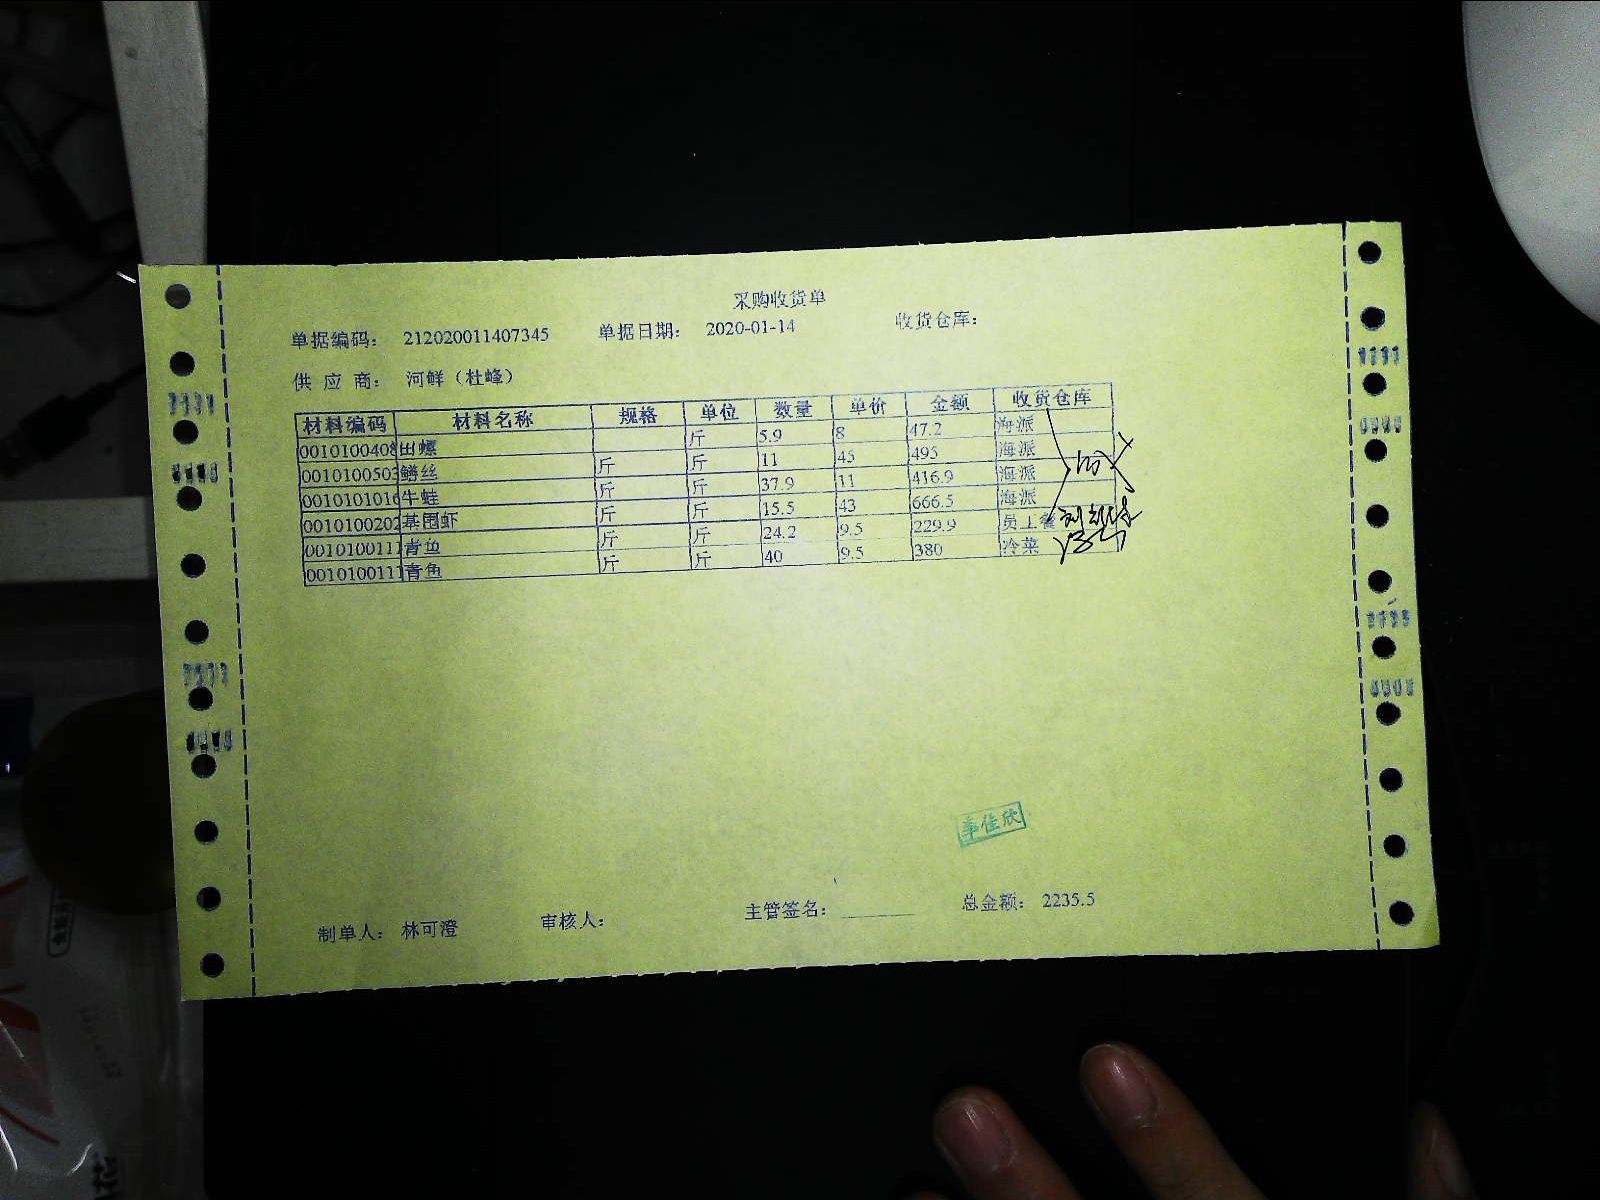 采购收货单
单据编码： 212020011407345 单据日期： 2020-01-14 收货仓库：
供 应 商： 河鲜（杜峰）
材料编码 材料名称 规格 单位 数量 单价 金额 收货仓库
0010100408 田螺 斤 5.9 8 47.2 海派
0010100503 鳝丝 斤 斤 11 45 495 海派
0010101016 牛蛙 斤 斤 37.9 11 416.9 海派
0010100202 基围虾 斤 斤 15.5 43 666.5 海派
0010100111 青鱼 斤 斤 24.2 9.5 229.9 员工餐
0010100111 青鱼 斤 斤 40 9.5 380 冷菜
李佳欣
制单人： 林可澄 审核人： 主管签名： 总金额： 2235.5